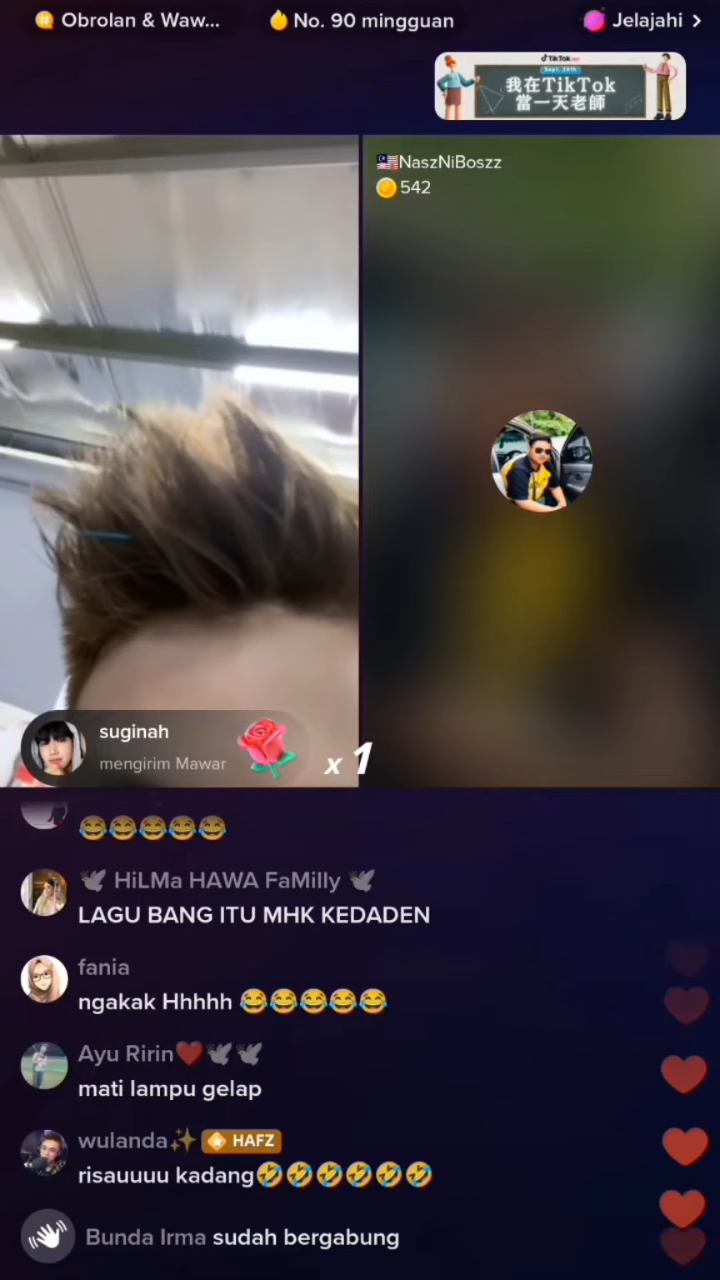 Obrolan & Waw...
No. 90 mingguan
Jelajahi >
TikTok
Sept. 28th
我在TikTok
當一天老師
🇲🇾NaszNiBoszz
542
suginah
mengirim Mawar
x 1
😂😂😂😂😂
🕊 HiLMa HAWA FaMilly 🕊
LAGU BANG ITU MHK KEDADEN
fania
ngakak Hhhhh 😂😂😂😂😂
Ayu Ririn❤️🕊🕊
mati lampu gelap
wulanda✨ HAFZ
risauuuu kadang🤣🤣🤣🤣🤣🤣
Bunda Irma sudah bergabung